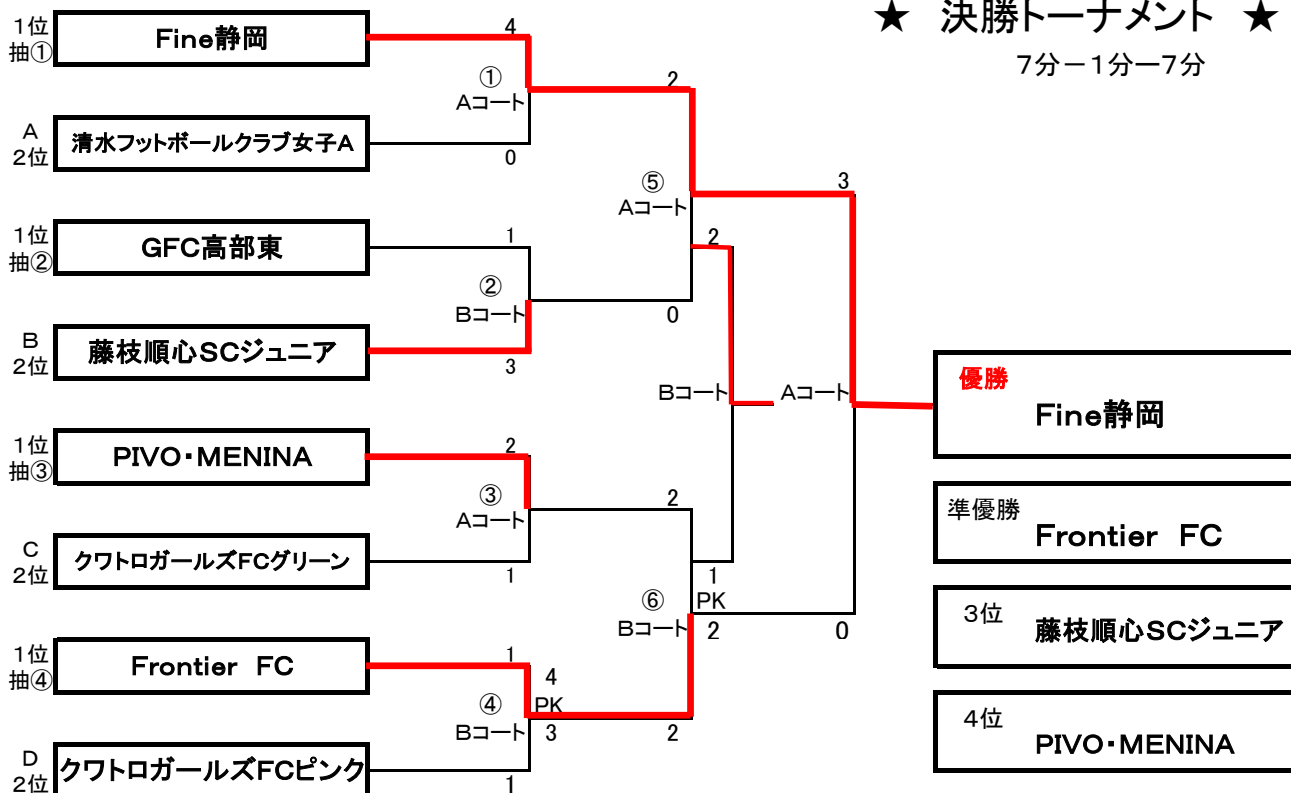 ★ 決勝トーナメント ★
7分－1分ー7分
1位
抽①
Fine静岡
4
①
Aコート
2
A
2位
清水フットボールクラブ女子A
0
⑤
Aコート
3
1位
抽②
GFC高部東
1
2
②
Bコート
0
B
2位
藤枝順心SCジュニア
3
Bコート
Aコート
優勝
Fine静岡
1位
抽③
PIVO・MENINA
2
③
Aコート
2
準優勝
Frontier FC
C
2位
クワトロガールズFCグリーン
1
1
⑥
PK
Bコート
2
0
3位
藤枝順心SCジュニア
1位
抽④
Frontier FC
1
4
④
PK
Bコート
3
2
4位
PIVO・MENINA
D
2位
クワトロガールズFCピンク
1